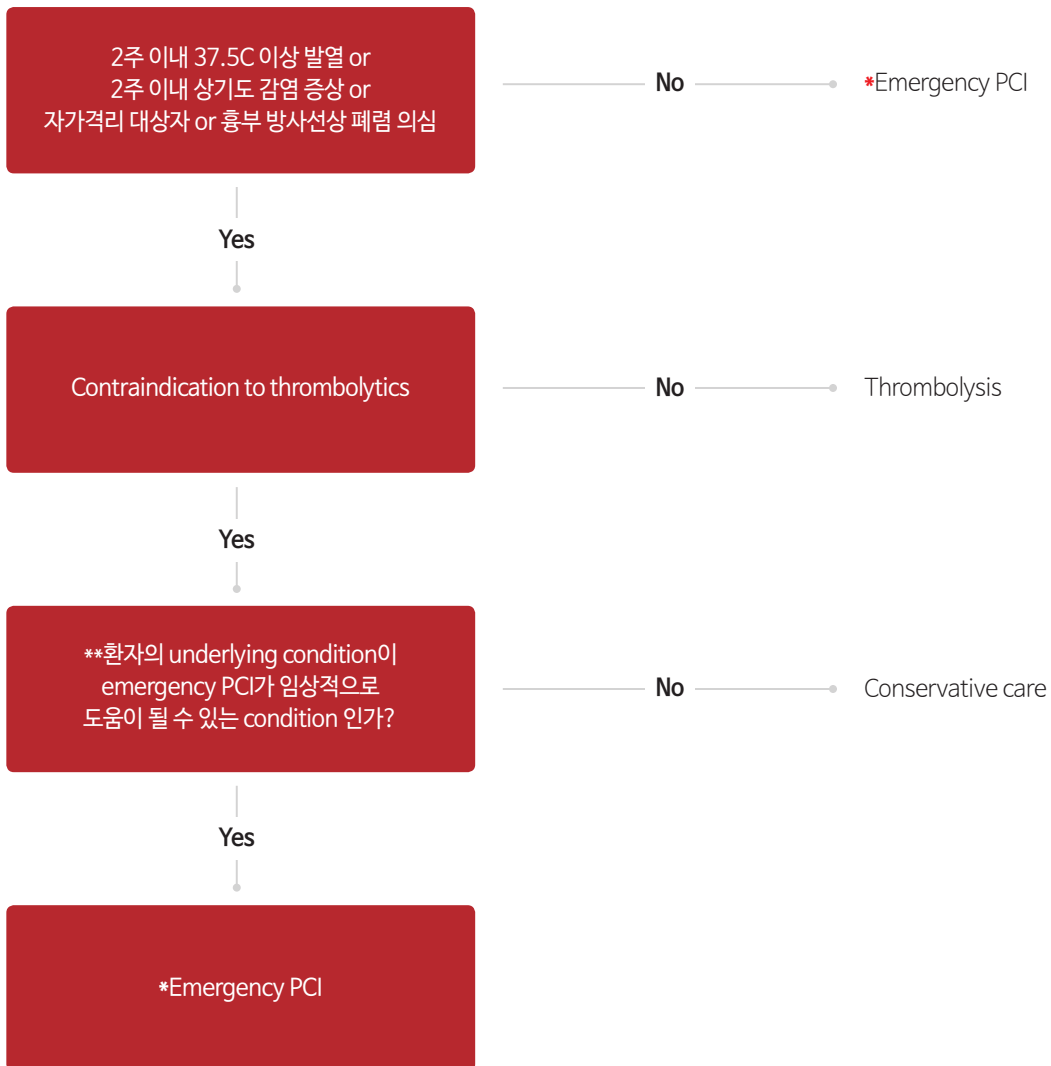 2주 이내 37.5C 이상 발열 or
2주 이내 상기도 감염 증상 or
자가격리 대상자 or 흉부 방사선상 폐렴 의심
No
*Emergency PCI
Yes
Contraindication to thrombolytics
No
Thrombolysis
Yes
**환자의 underlying condition이
emergency PCI가 임상적으로
도움이 될 수 있는 condition 인가?
No
Conservative care
Yes
*Emergency PCI